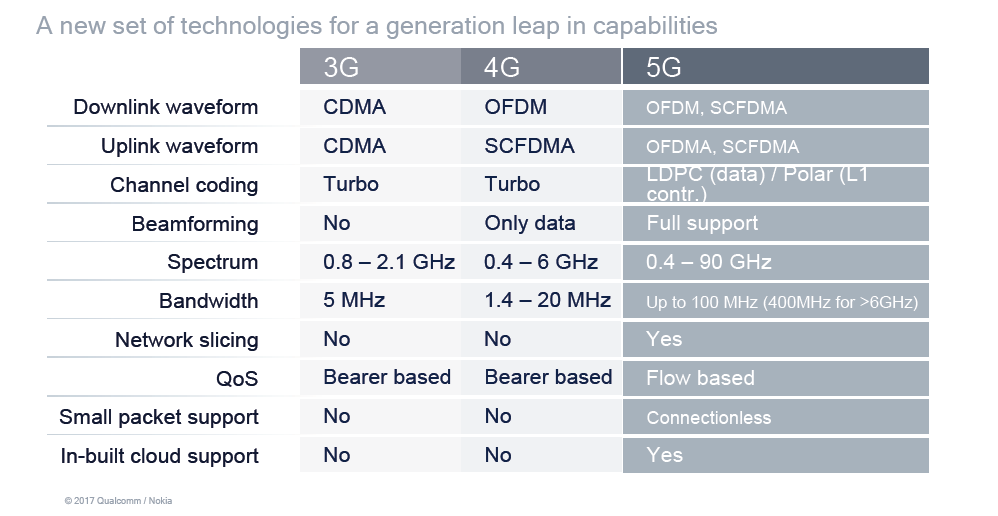 A new set of technologies for a generation leap in capabilities
3G 4G 5G
Downlink waveform CDMA OFDM OFDM, SCFDMA
Uplink waveform CDMA SCFDMA OFDMA, SCFDMA
Channel coding Turbo Turbo LDPC (data) / Polar (L1 contr.)
Beamforming No Only data Full support
Spectrum 0.8 – 2.1 GHz 0.4 – 6 GHz 0.4 – 90 GHz
Bandwidth 5 MHz 1.4 – 20 MHz Up to 100 MHz (400MHz for >6GHz)
Network slicing No No Yes
QoS Bearer based Bearer based Flow based
Small packet support No No Connectionless
In-built cloud support No No Yes
© 2017 Qualcomm / Nokia